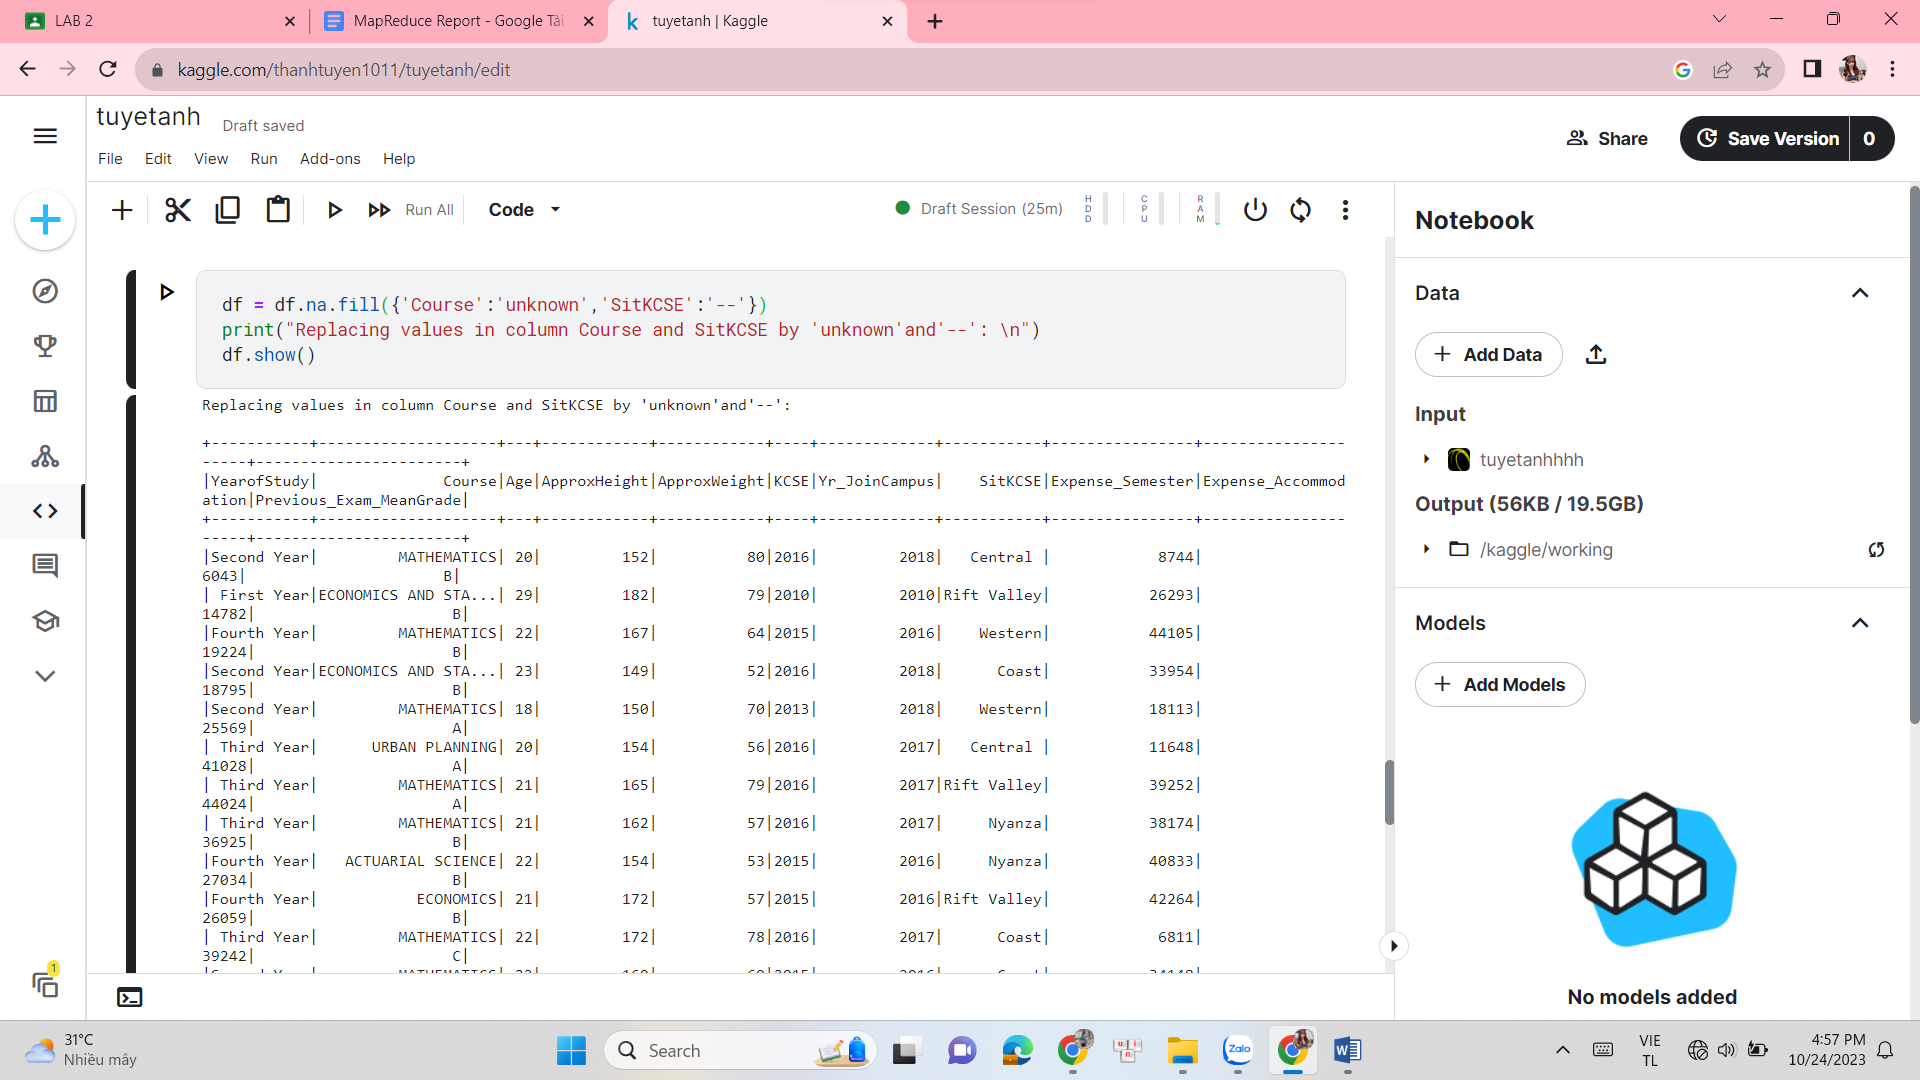 LAB 2
MapReduce Report - Google Tài
tuyetanh | Kaggle
kaggle.com/thanhtuyen1011/tuyetanh/edit
tuyetanh Draft saved
File Edit View Run Add-ons Help
Share
Save Version 0
Run All Code
Draft Session (25m)
HDD CPU RAM
Notebook
df = df.na.fill({'Course':'unknown','SitKCSE':'--'})
print("Replacing values in column Course and SitKCSE by 'unknown'and'--': \n")
df.show()
Replacing values in column Course and SitKCSE by 'unknown'and'--':
+-----------+--------------------+---+------------+------------+----+-------------+-----------+----------------+----------------
-----+-----------------------+
|YearofStudy|              Course|Age|ApproxHeight|ApproxWeight|KCSE|Yr_JoinCampus|    SitKCSE|Expense_Semester|Expense_Accommod
ation|Previous_Exam_MeanGrade|
+-----------+--------------------+---+------------+------------+----+-------------+-----------+----------------+----------------
-----+-----------------------+
|Second Year|         MATHEMATICS| 20|         152|          80|2016|         2018|   Central |            8744|
6043|                      B|
| First Year|ECONOMICS AND STA...| 29|         182|          79|2010|         2010|Rift Valley|           26293|
14782|                      B|
|Fourth Year|         MATHEMATICS| 22|         167|          64|2015|         2016|    Western|           44105|
19224|                      B|
|Second Year|ECONOMICS AND STA...| 23|         149|          52|2016|         2018|      Coast|           33954|
18795|                      B|
|Second Year|         MATHEMATICS| 18|         150|          70|2013|         2018|    Western|           18113|
25569|                      A|
| Third Year|      URBAN PLANNING| 20|         154|          56|2016|         2017|   Central |           11648|
41028|                      A|
| Third Year|         MATHEMATICS| 21|         165|          79|2016|         2017|Rift Valley|           39252|
44024|                      A|
| Third Year|         MATHEMATICS| 21|         162|          57|2016|         2017|     Nyanza|           38174|
36925|                      B|
|Fourth Year|   ACTUARIAL SCIENCE| 22|         154|          53|2015|         2016|     Nyanza|           40833|
27034|                      B|
|Fourth Year|           ECONOMICS| 21|         172|          57|2015|         2016|Rift Valley|           42264|
26059|                      B|
| Third Year|         MATHEMATICS| 22|         172|          78|2016|         2017|      Coast|            6811|
39242|                      C|
Data
Add Data
Input
tuyetanhhhh
Output (56KB / 19.5GB)
/kaggle/working
Models
Add Models
No models added
1
31°C
Nhiều mây
Search
Zalo
VIE
TL
4:57 PM
10/24/2023